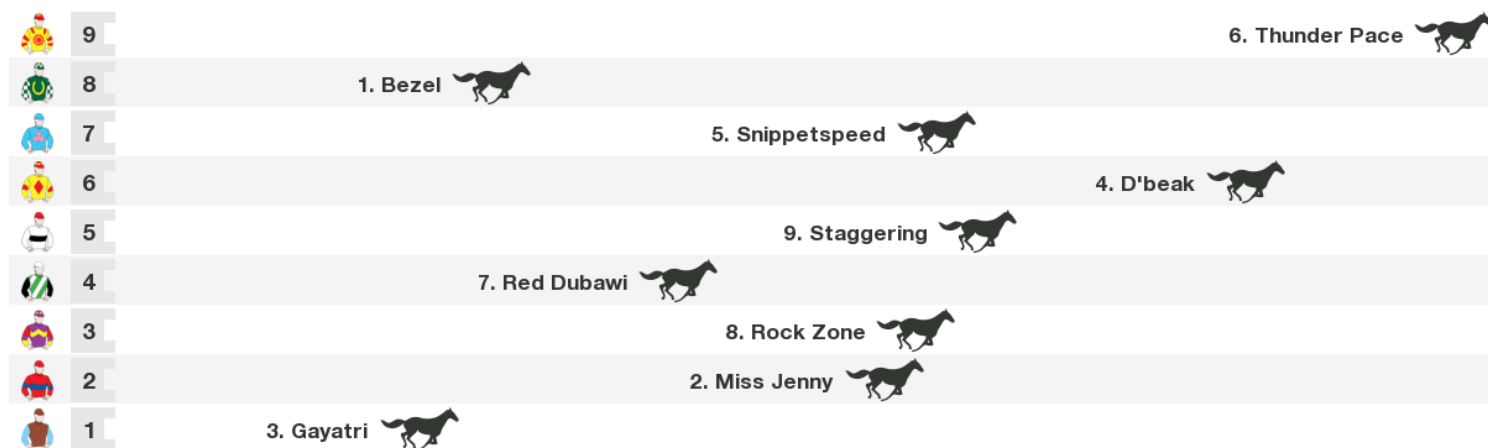 9 6. Thunder Pace
8 1. Bezel
7 5. Snippetspeed
6 4. D'beak
5 9. Staggering
4 7. Red Dubawi
3 8. Rock Zone
2 2. Miss Jenny
1 3. Gayatri